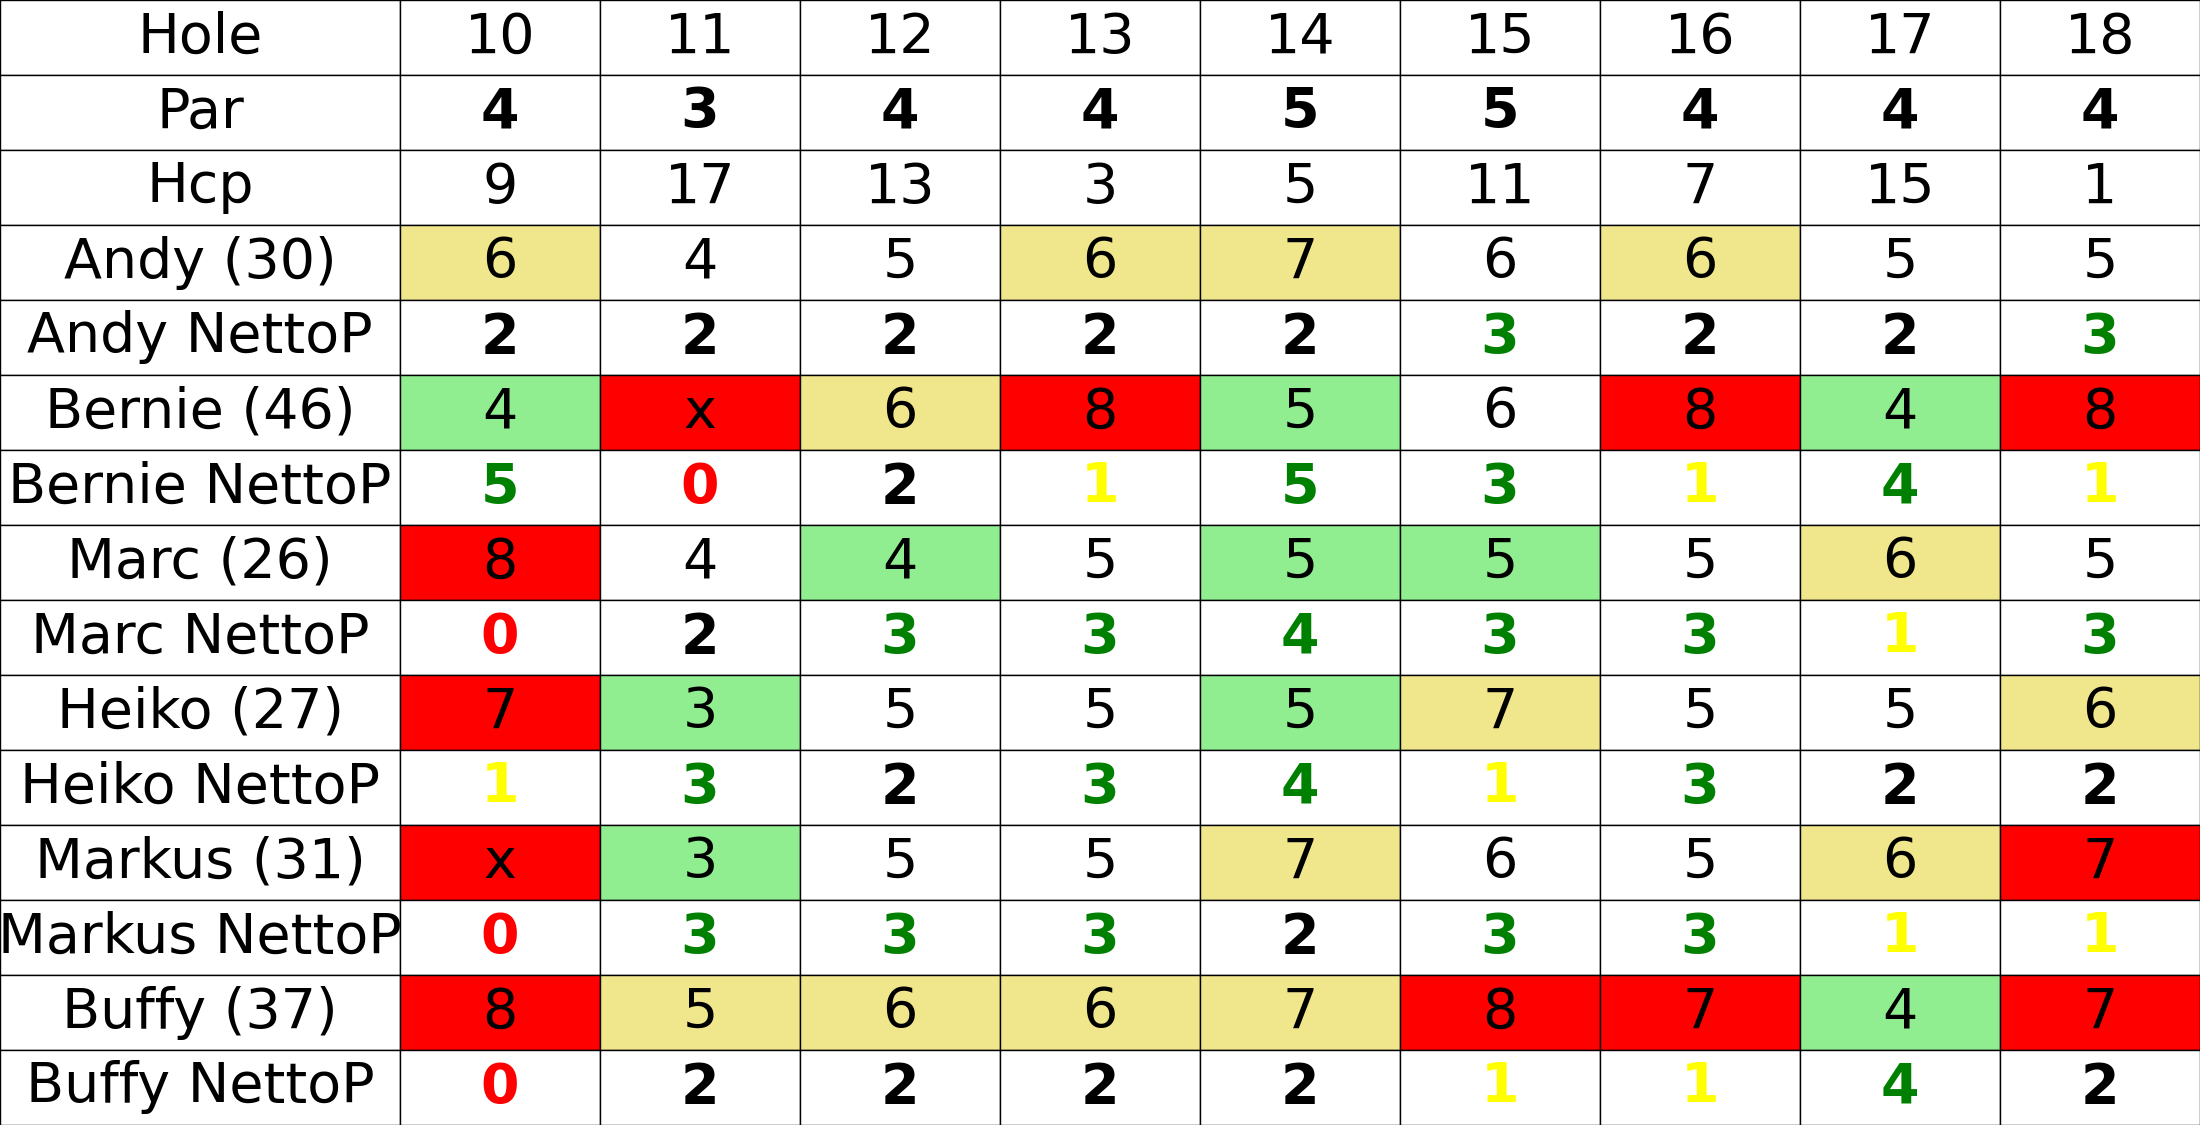 Hole 10 11 12 13 14 15 16 17 18
Par 4 3 4 4 5 5 4 4 4
Hcp 9 17 13 3 5 11 7 15 1
Andy (30) 6 4 5 6 7 6 6 5 5
Andy NettoP 2 2 2 2 2 3 2 2 3
Bernie (46) 4 x 6 8 5 6 8 4 8
Bernie NettoP 5 0 2 1 5 3 1 4 1
Marc (26) 8 4 4 5 5 5 5 6 5
Marc NettoP 0 2 3 3 4 3 3 1 3
Heiko (27) 7 3 5 5 5 7 5 5 6
Heiko NettoP 1 3 2 3 4 1 3 2 2
Markus (31) x 3 5 5 7 6 5 6 7
Markus NettoP 0 3 3 3 2 3 3 1 1
Buffy (37) 8 5 6 6 7 8 7 4 7
Buffy NettoP 0 2 2 2 2 1 1 4 2